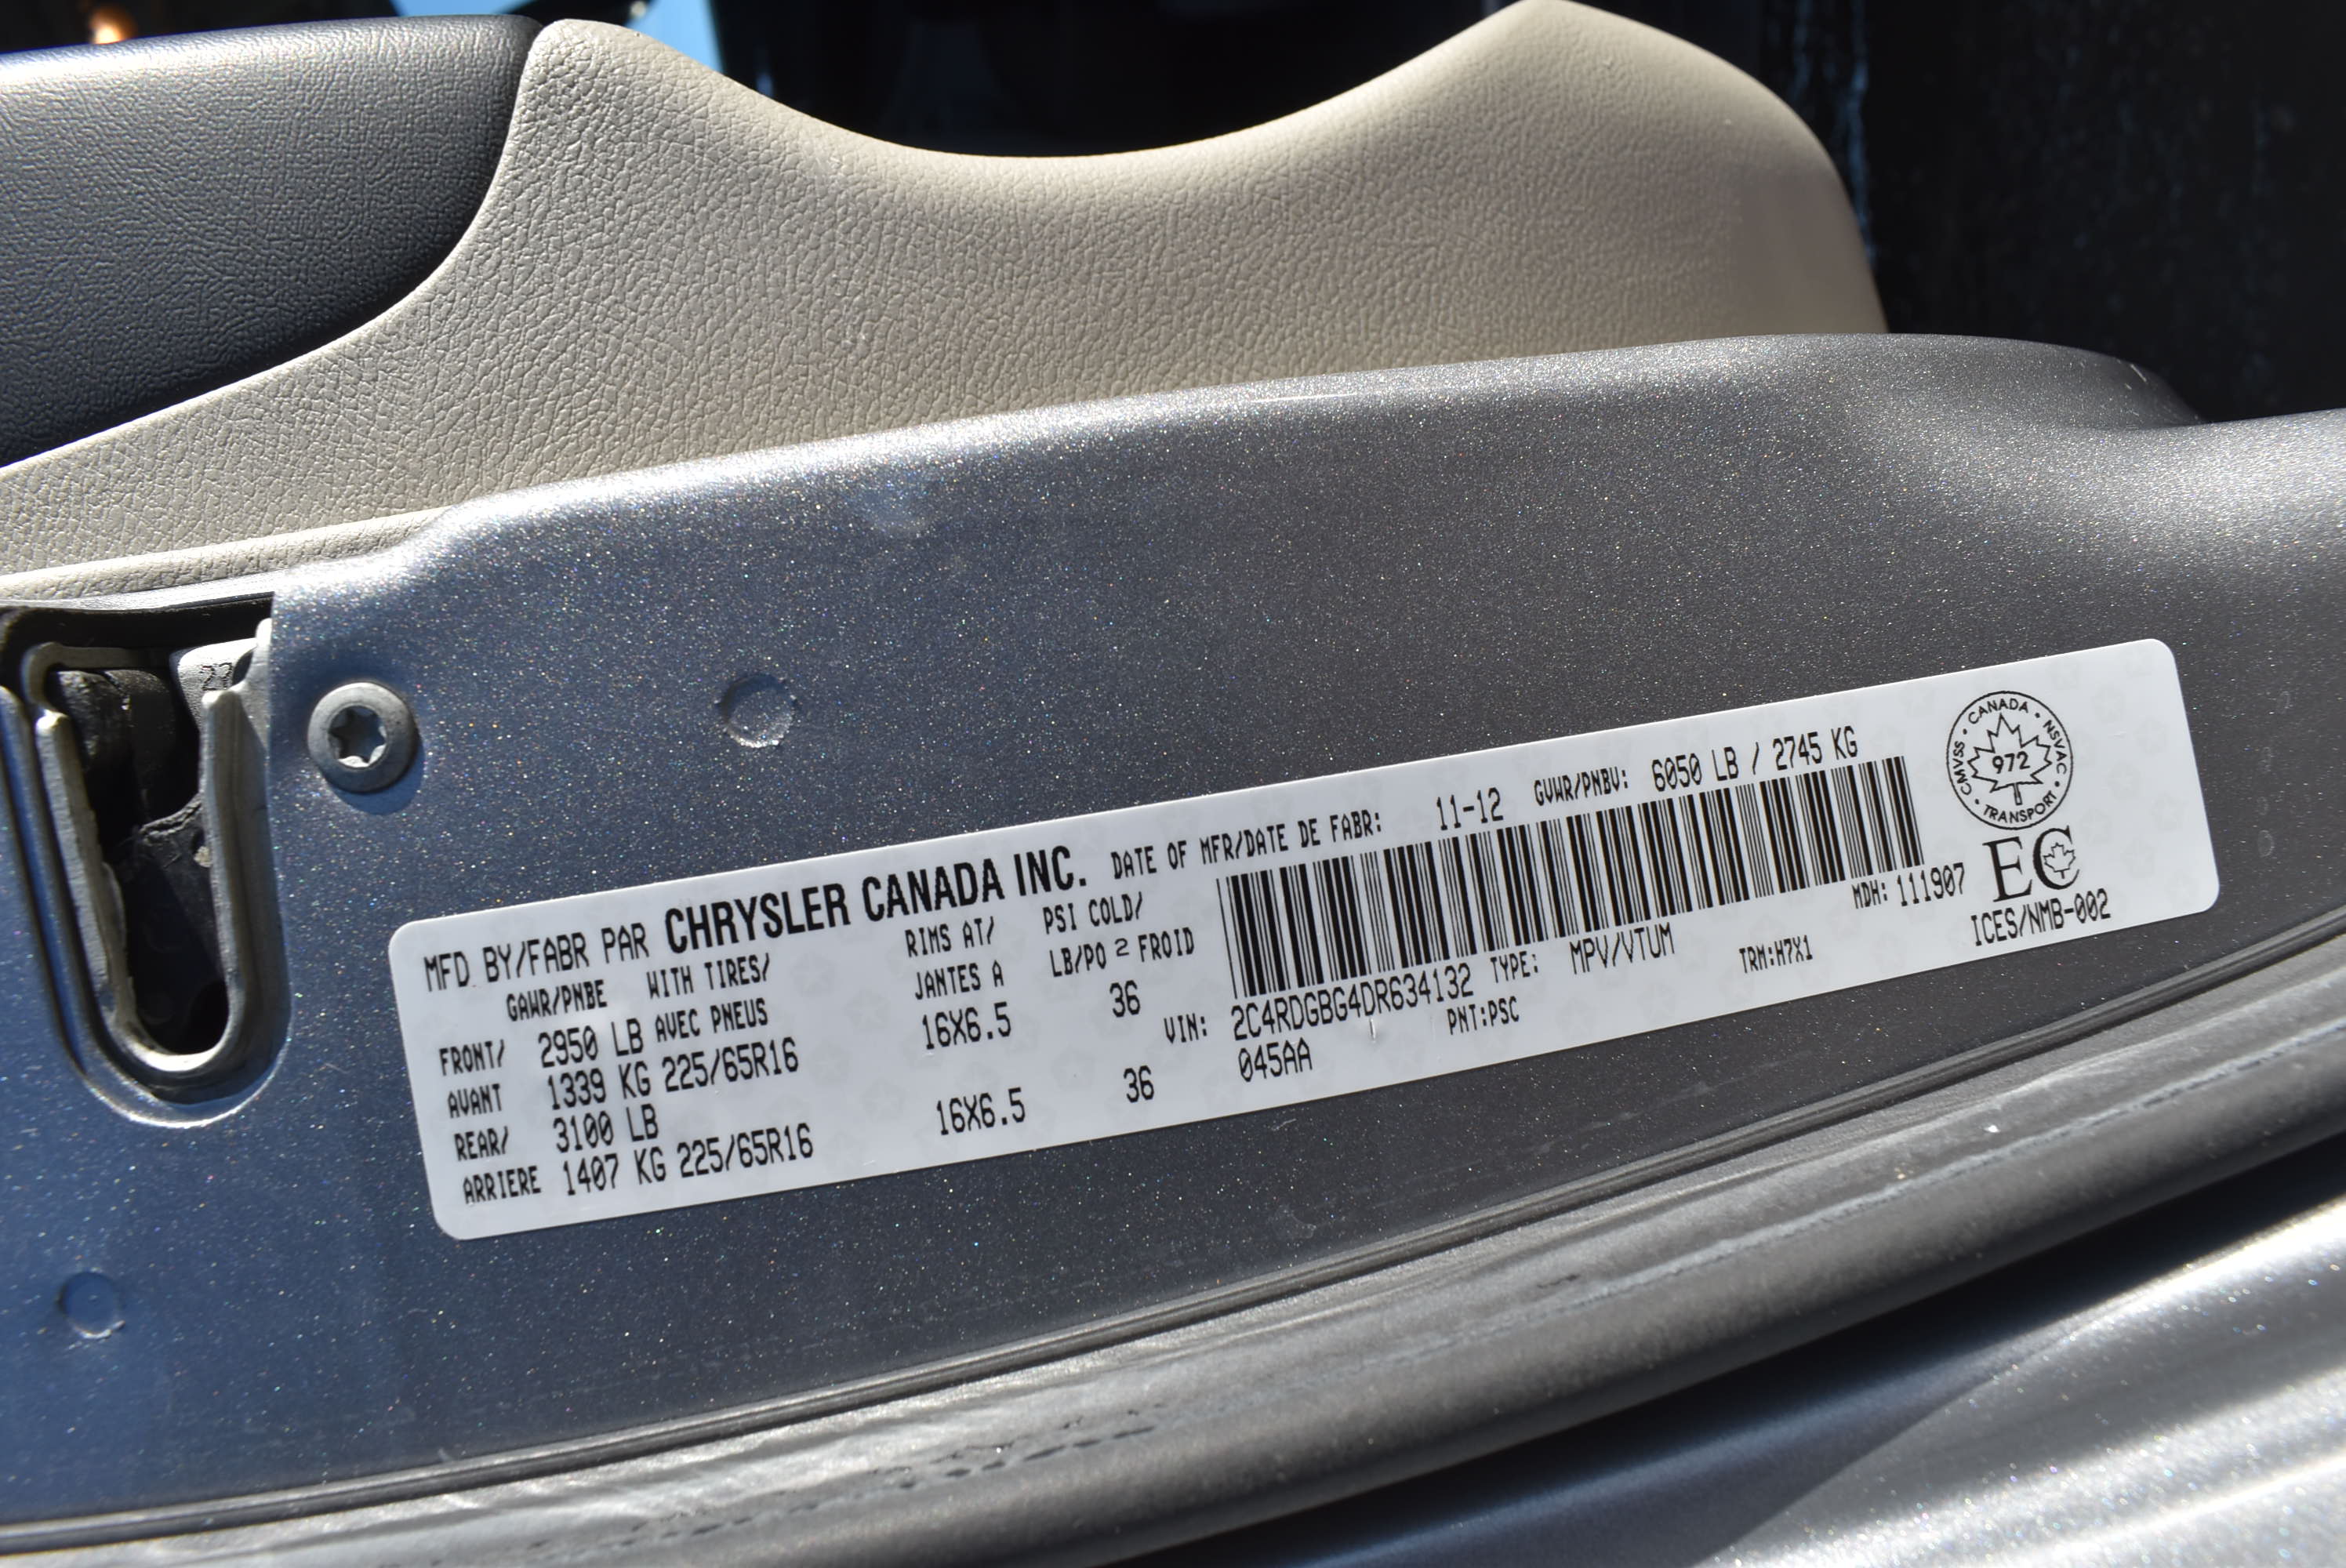 MFD BY/FABR PAR CHRYSLER CANADA INC. DATE OF MFR/DATE DE FABR: 11-12 GVWR/PNBV: 6050 LB / 2745 KG
GAWR/PNBE WITH TIRES/ RIMS AT/ PSI COLD/
AVEC PNEUS JANTES A LB/PO 2 FROID
FRONT/ 2950 LB
AVANT 1339 KG 225/65R16 16X6.5 36
REAR/ 3100 LB
ARRIERE 1407 KG 225/65R16 16X6.5 36
VIN: 2C4RDGBG4DR634132 TYPE: MPV/VTUM MDH: 111907
045AA PNT:PSC TRM:H7X1
CMVSS • CANADA • NSVAC • TRANSPORT •
972
EC
ICES/NMB-002